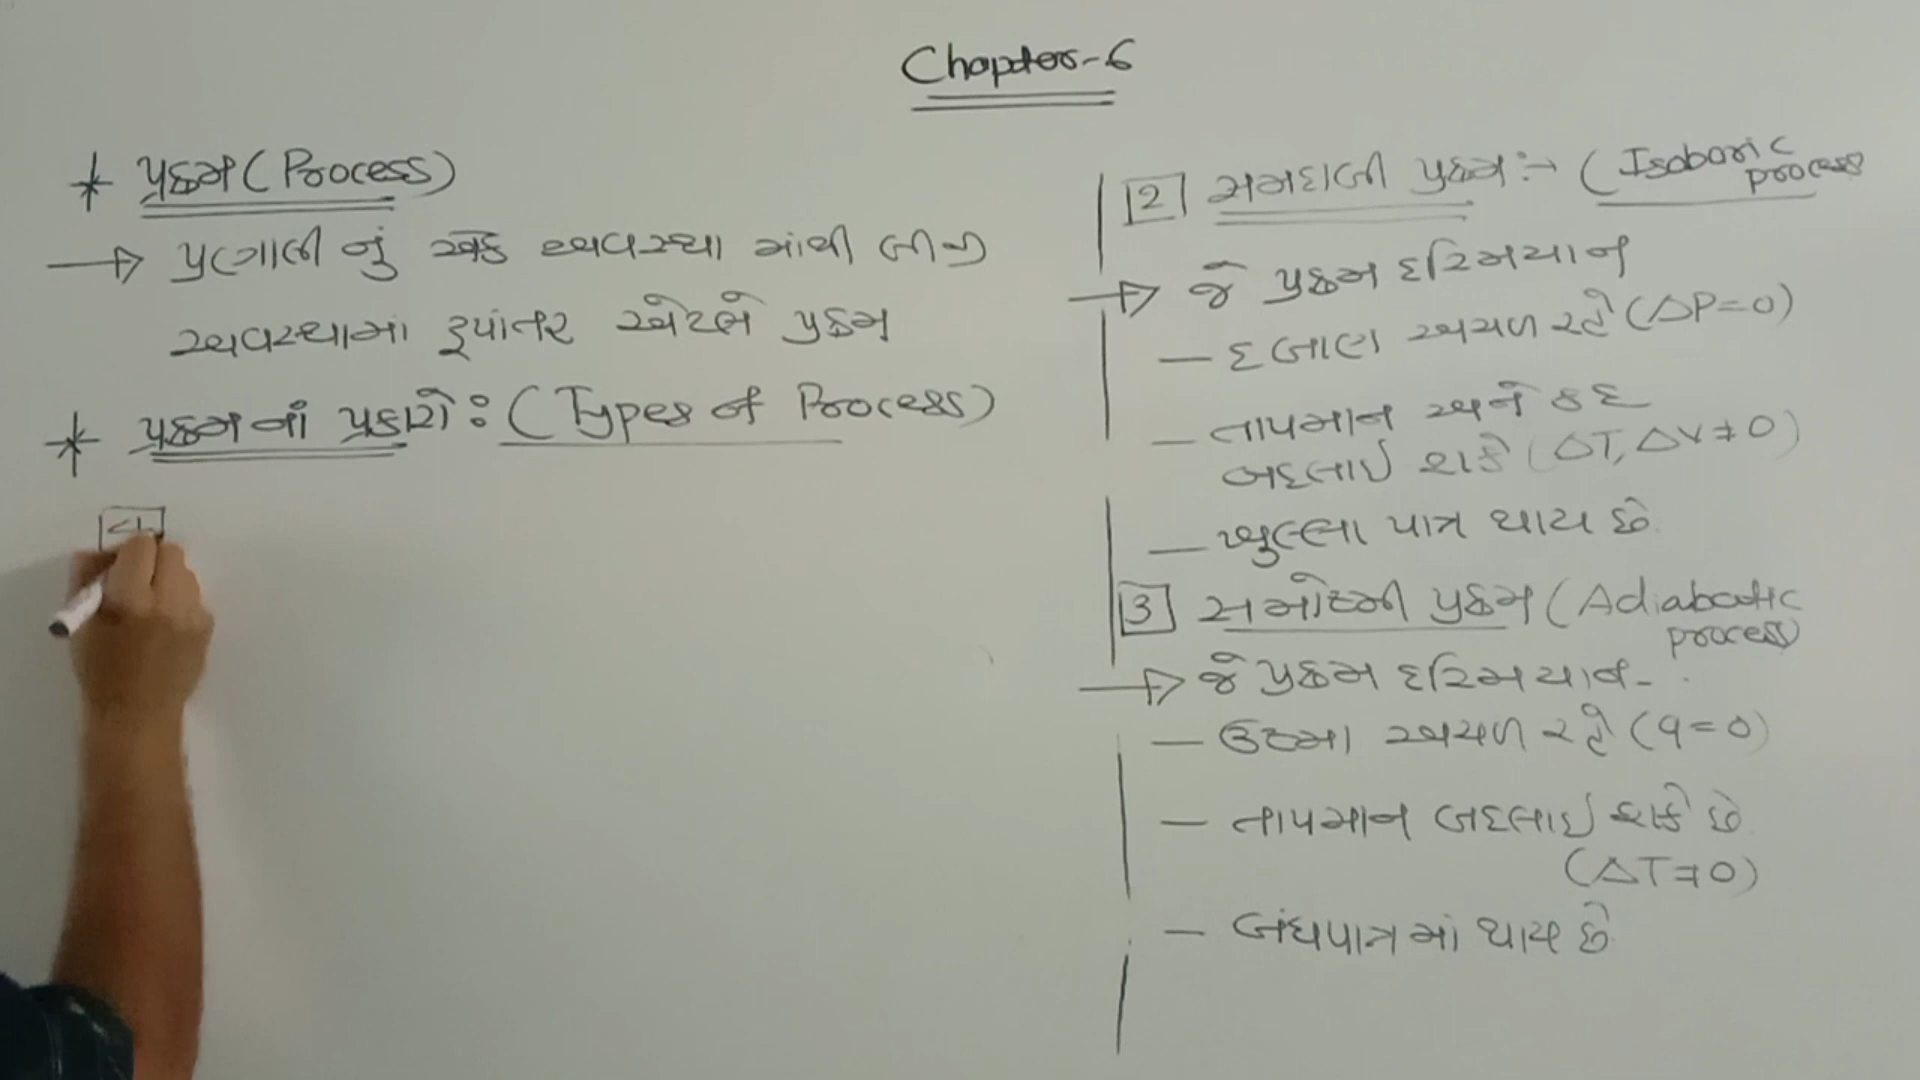 Chapter-6
* પ્રક્રમ (Process)
→ પ્રણાલી નું એક અવસ્થા માંથી બીજી
અવસ્થામાં રૂપાંતર એટલે પ્રક્રમ
* પ્રક્રમનાં પ્રકારો : (Types of Process)
4
2 સમદાબી પ્રક્રમ :→ (Isobaric
process
→ જે પ્રક્રમ દરમિયાન
— દબાણ અચળ રહે (ΔP=0)
— તાપમાન અને કદ
બદલાઇ શકે (ΔT, ΔV≠0)
— ખુલ્લા પાત્ર થાય છે.
3 સમોષ્મી પ્રક્રમ (Adiabatic
process)
→ જે પ્રક્રમ દરમિયાન -
— ઉષ્મા અચળ રહે (q=0)
— તાપમાન બદલાઇ શકે છે.
(ΔT≠0)
— બંધપાત્રમાં થાય છે